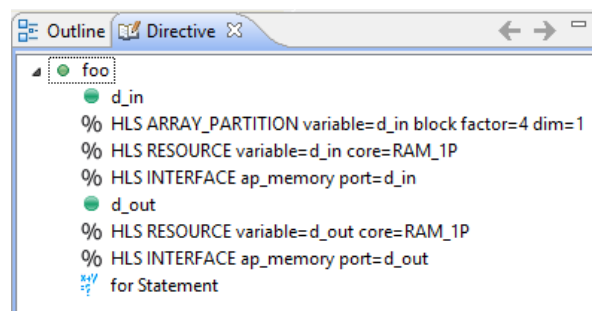 Outline Directive
foo
d_in
% HLS ARRAY_PARTITION variable=d_in block factor=4 dim=1
% HLS RESOURCE variable=d_in core=RAM_1P
% HLS INTERFACE ap_memory port=d_in
d_out
% HLS RESOURCE variable=d_out core=RAM_1P
% HLS INTERFACE ap_memory port=d_out
for Statement